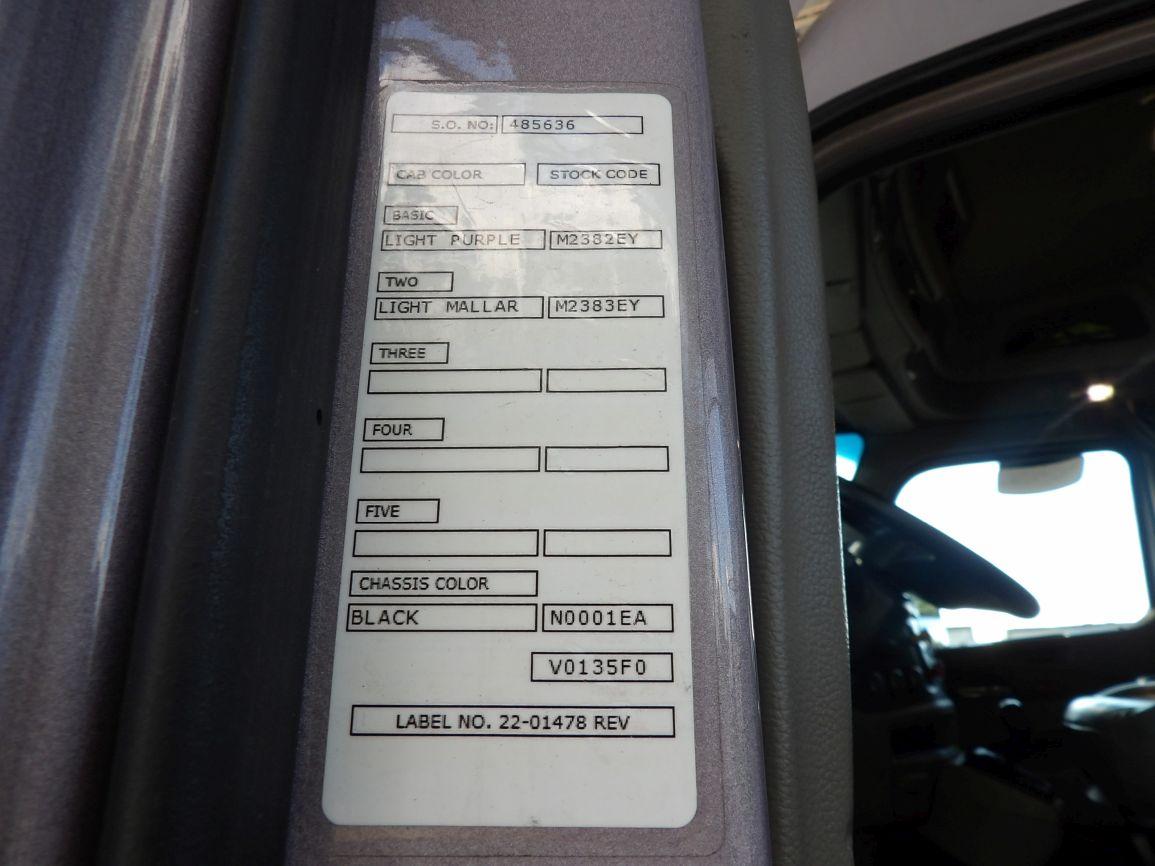 S.O. NO: 485636
CAB COLOR STOCK CODE
BASIC
LIGHT PURPLE M2382EY
TWO
LIGHT MALLAR M2383EY
THREE
FOUR
FIVE
CHASSIS COLOR
BLACK N0001EA
V0135F0
LABEL NO. 22-01478 REV